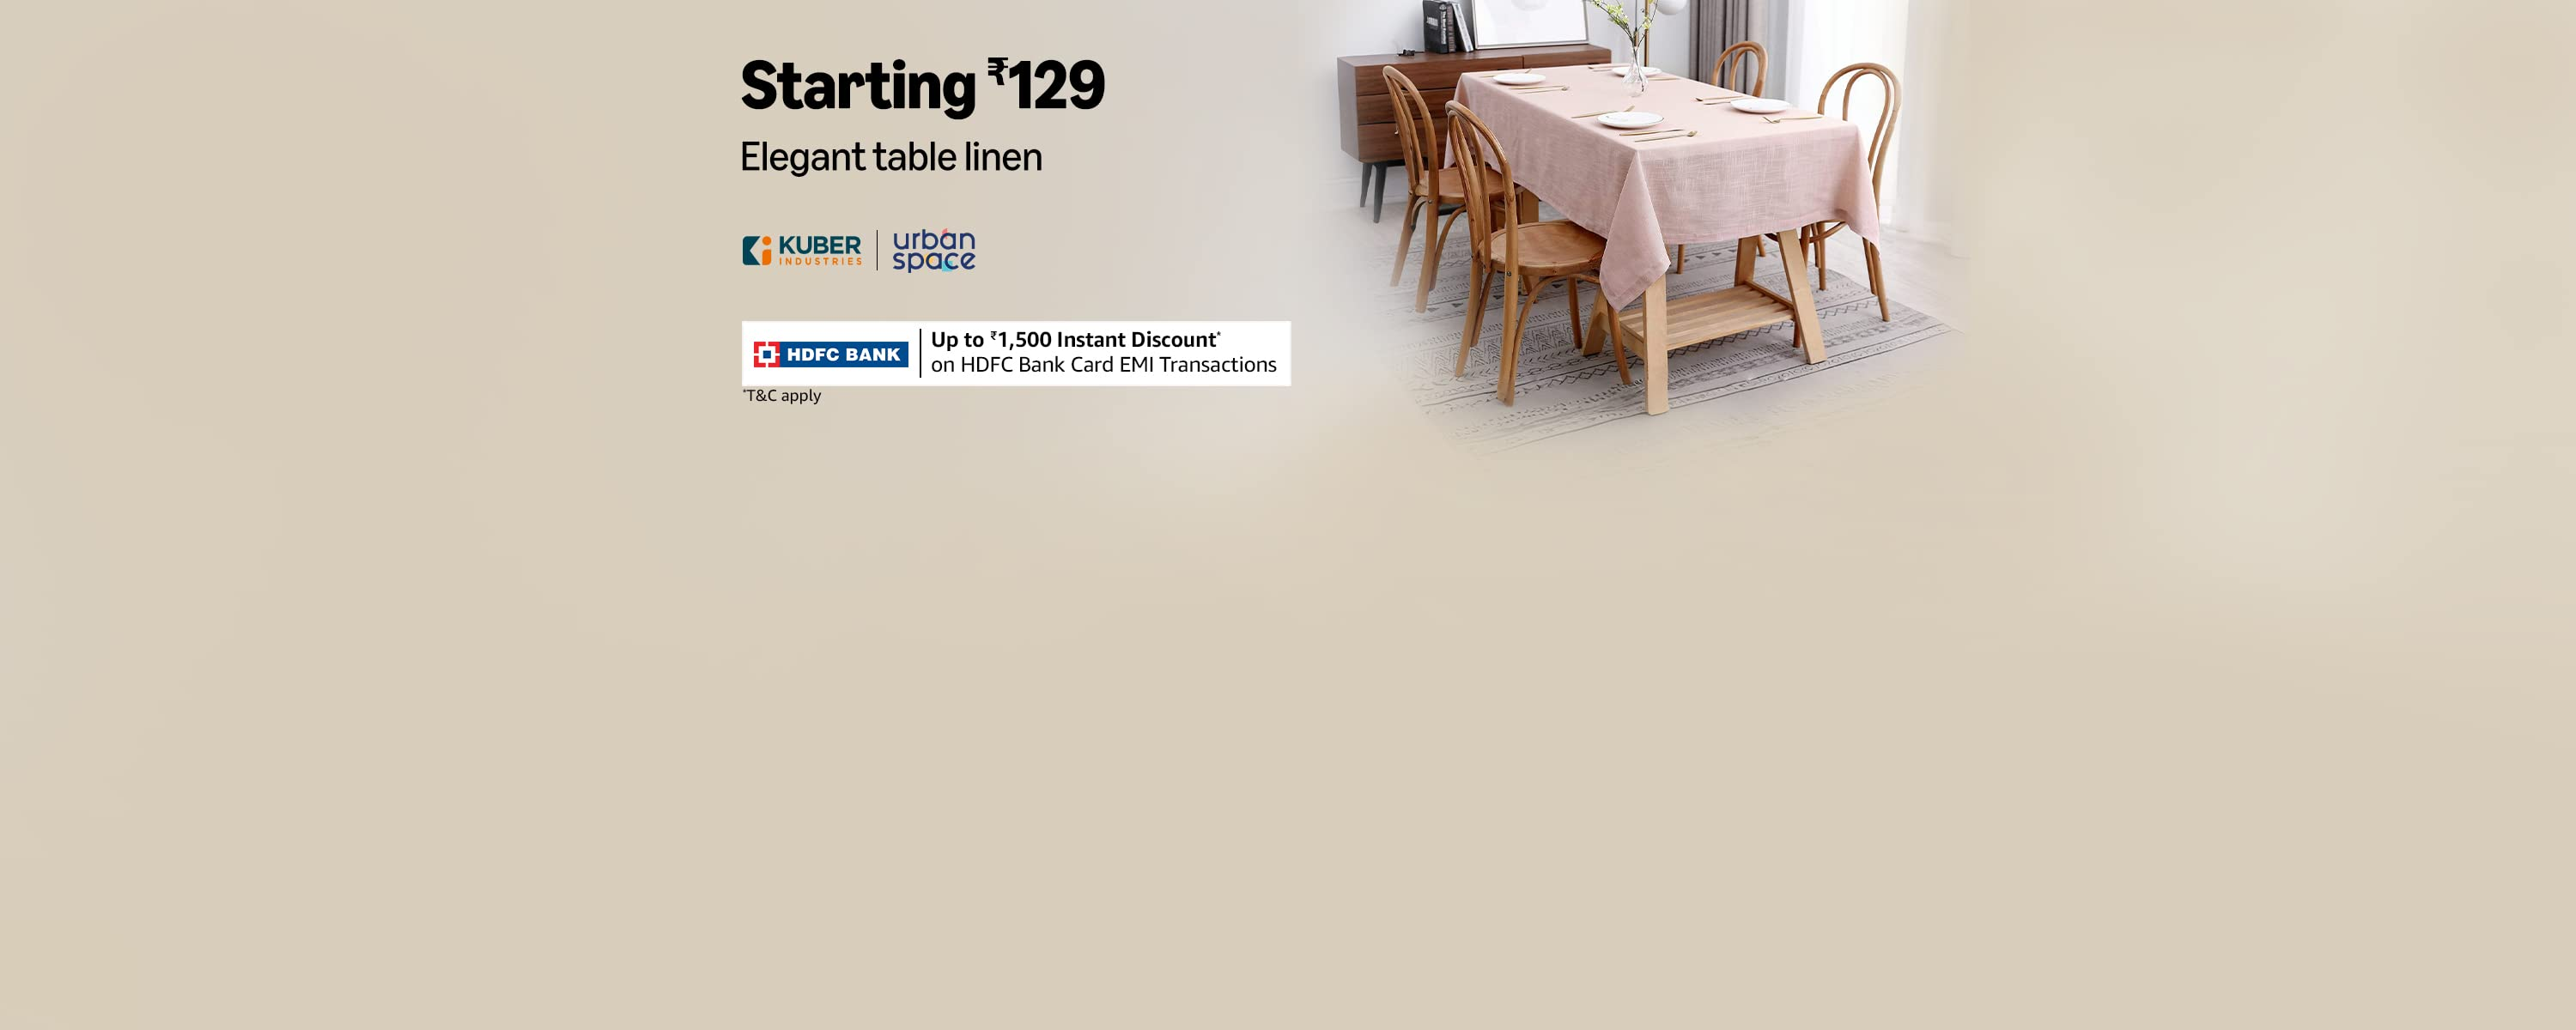 Starting ₹129
Elegant table linen
KUBER
INDUSTRIES
urban
space
HDFC BANK
Up to ₹1,500 Instant Discount*
on HDFC Bank Card EMI Transactions
*T&C apply